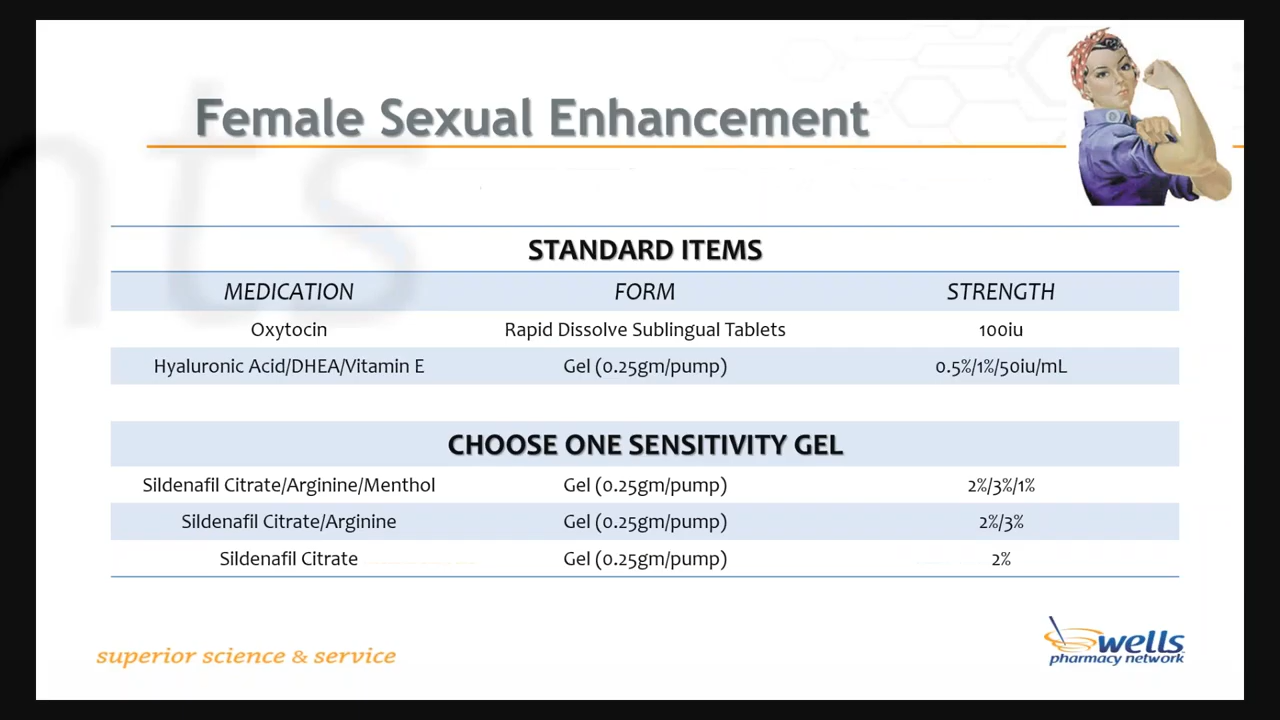 Female Sexual Enhancement
nts
STANDARD ITEMS
MEDICATION FORM STRENGTH
Oxytocin Rapid Dissolve Sublingual Tablets 100iu
Hyaluronic Acid/DHEA/Vitamin E Gel (0.25gm/pump) 0.5%/1%/50iu/mL
CHOOSE ONE SENSITIVITY GEL
Sildenafil Citrate/Arginine/Menthol Gel (0.25gm/pump) 2%/3%/1%
Sildenafil Citrate/Arginine Gel (0.25gm/pump) 2%/3%
Sildenafil Citrate Gel (0.25gm/pump) 2%
superior science & service
wells
pharmacy network